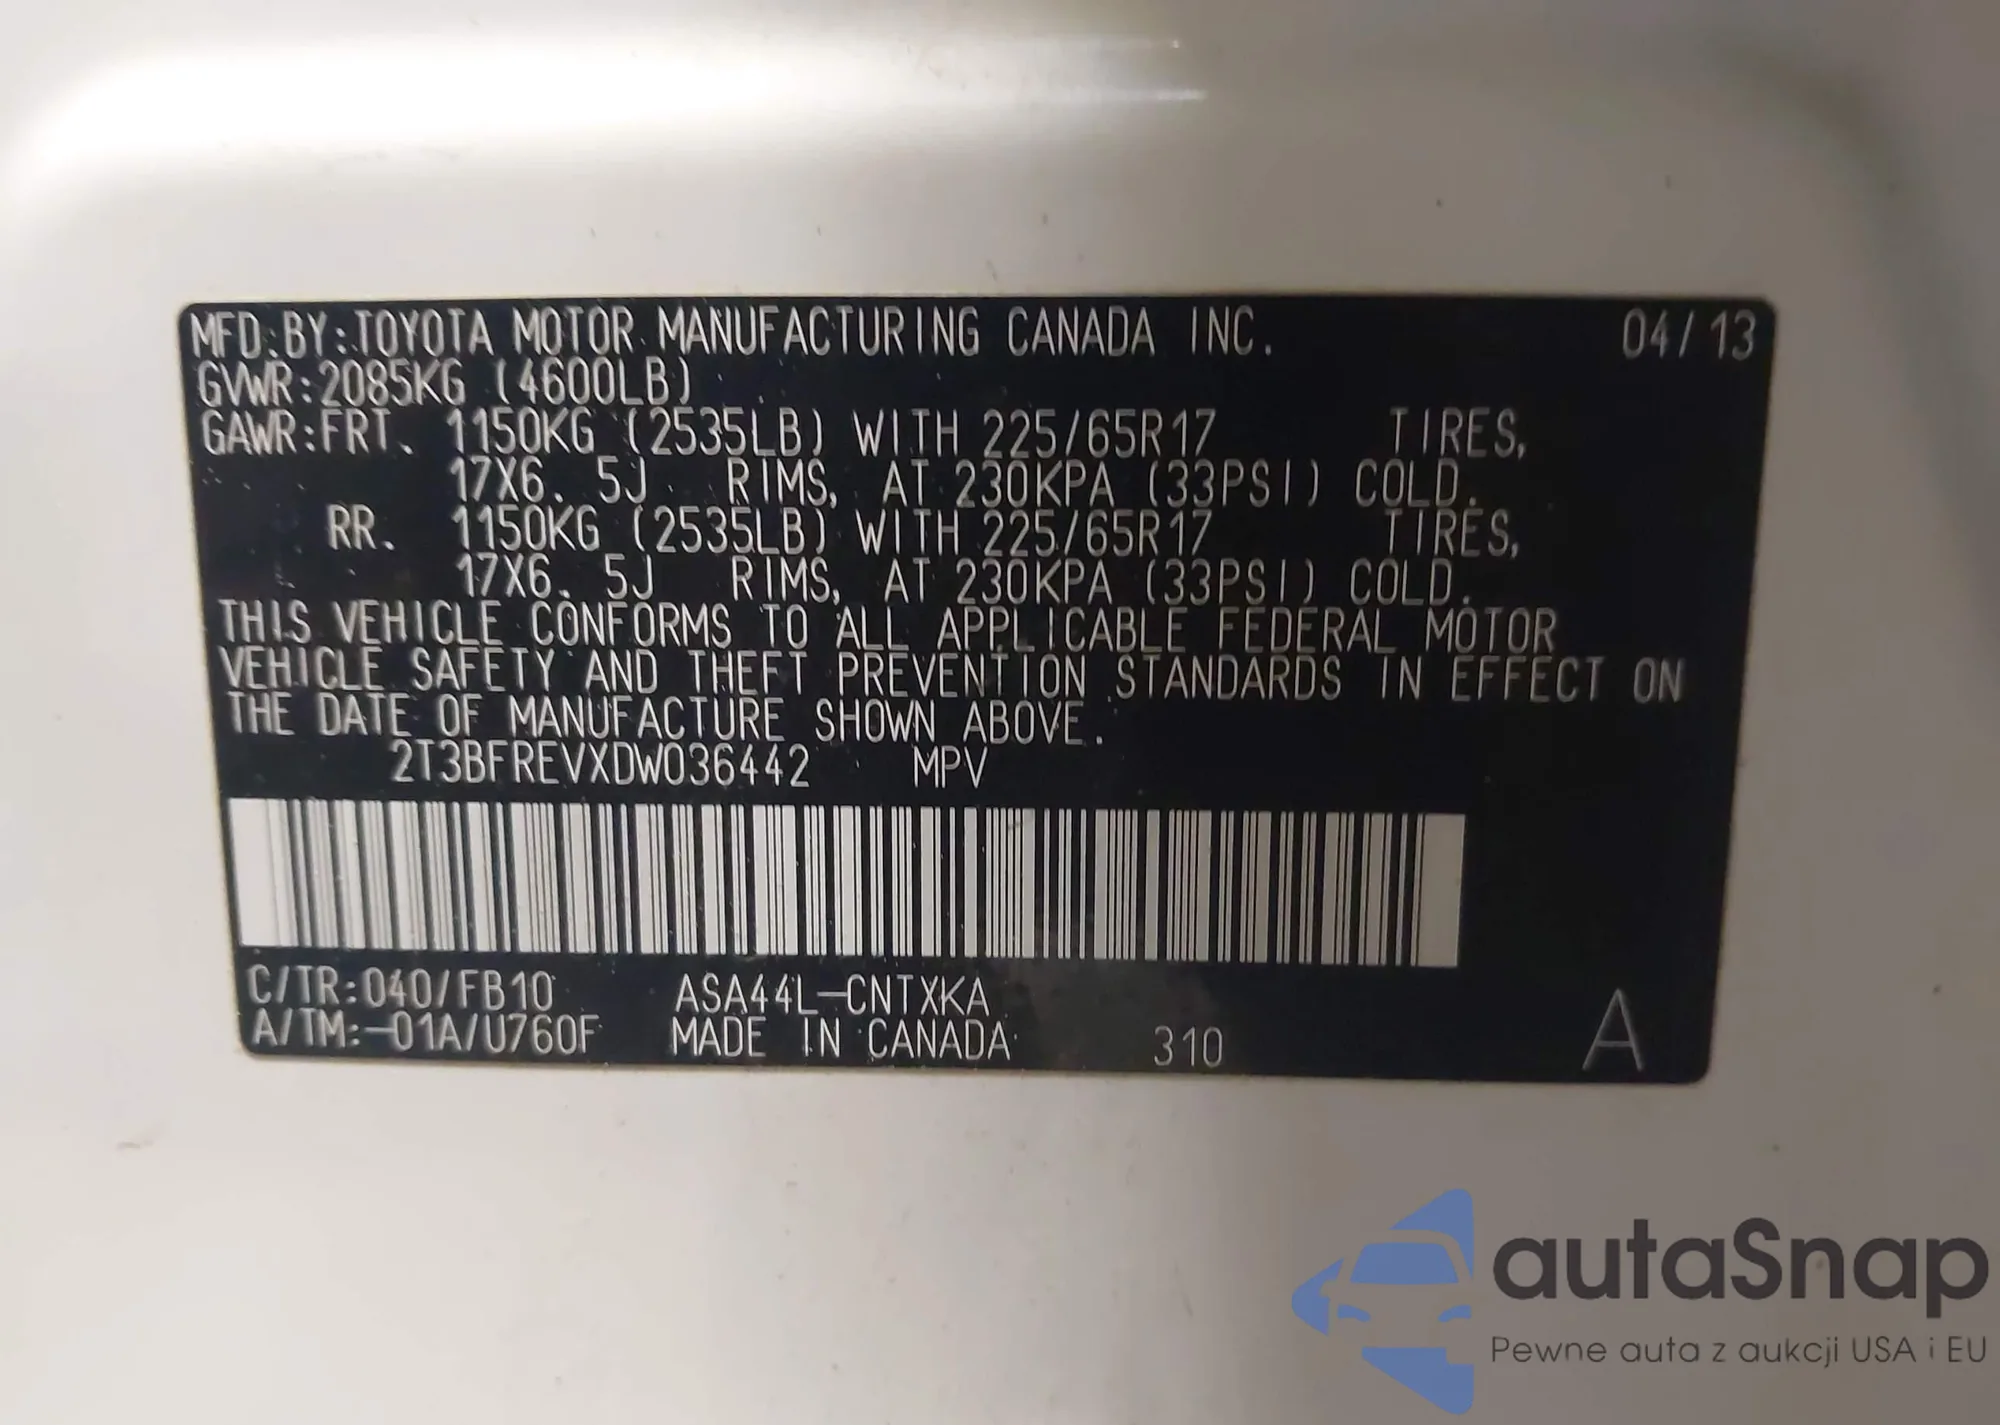 MFD.BY:TOYOTA MOTOR MANUFACTURING CANADA INC. 04/13
GVWR:2085KG (4600LB)
GAWR:FRT. 1150KG (2535LB) WITH 225/65R17 TIRES,
17X6.5J RIMS, AT 230KPA (33PSI) COLD.
RR. 1150KG (2535LB) WITH 225/65R17 TIRES,
17X6.5J RIMS, AT 230KPA (33PSI) COLD.
THIS VEHICLE CONFORMS TO ALL APPLICABLE FEDERAL MOTOR
VEHICLE SAFETY AND THEFT PREVENTION STANDARDS IN EFFECT ON
THE DATE OF MANUFACTURE SHOWN ABOVE.
2T3BFREVXDW036442 MPV
C/TR:040/FB10 ASA44L-CNTXKA
A/TM:-01A/U760F MADE IN CANADA 310 A
autaSnap
Pewne auta z aukcji USA i EU